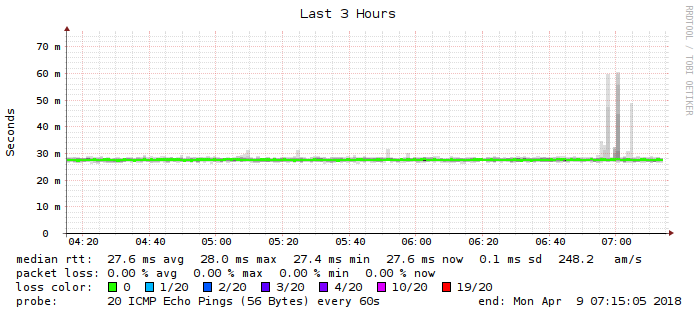 Last 3 Hours
RRDTOOL / TOBI OETIKER
Seconds
70 m
60 m
50 m
40 m
30 m
20 m
10 m
0
04:20 04:40 05:00 05:20 05:40 06:00 06:20 06:40 07:00
median rtt: 27.6 ms avg 28.0 ms max 27.4 ms min 27.6 ms now 0.1 ms sd 248.2 am/s
packet loss: 0.00 % avg 0.00 % max 0.00 % min 0.00 % now
loss color: 0 1/20 2/20 3/20 4/20 10/20 19/20
probe: 20 ICMP Echo Pings (56 Bytes) every 60s end: Mon Apr 9 07:15:05 2018